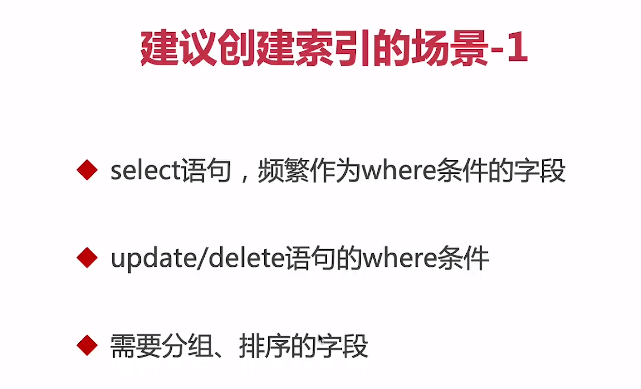 建议创建索引的场景-1
select语句，频繁作为where条件的字段
update/delete语句的where条件
需要分组、排序的字段